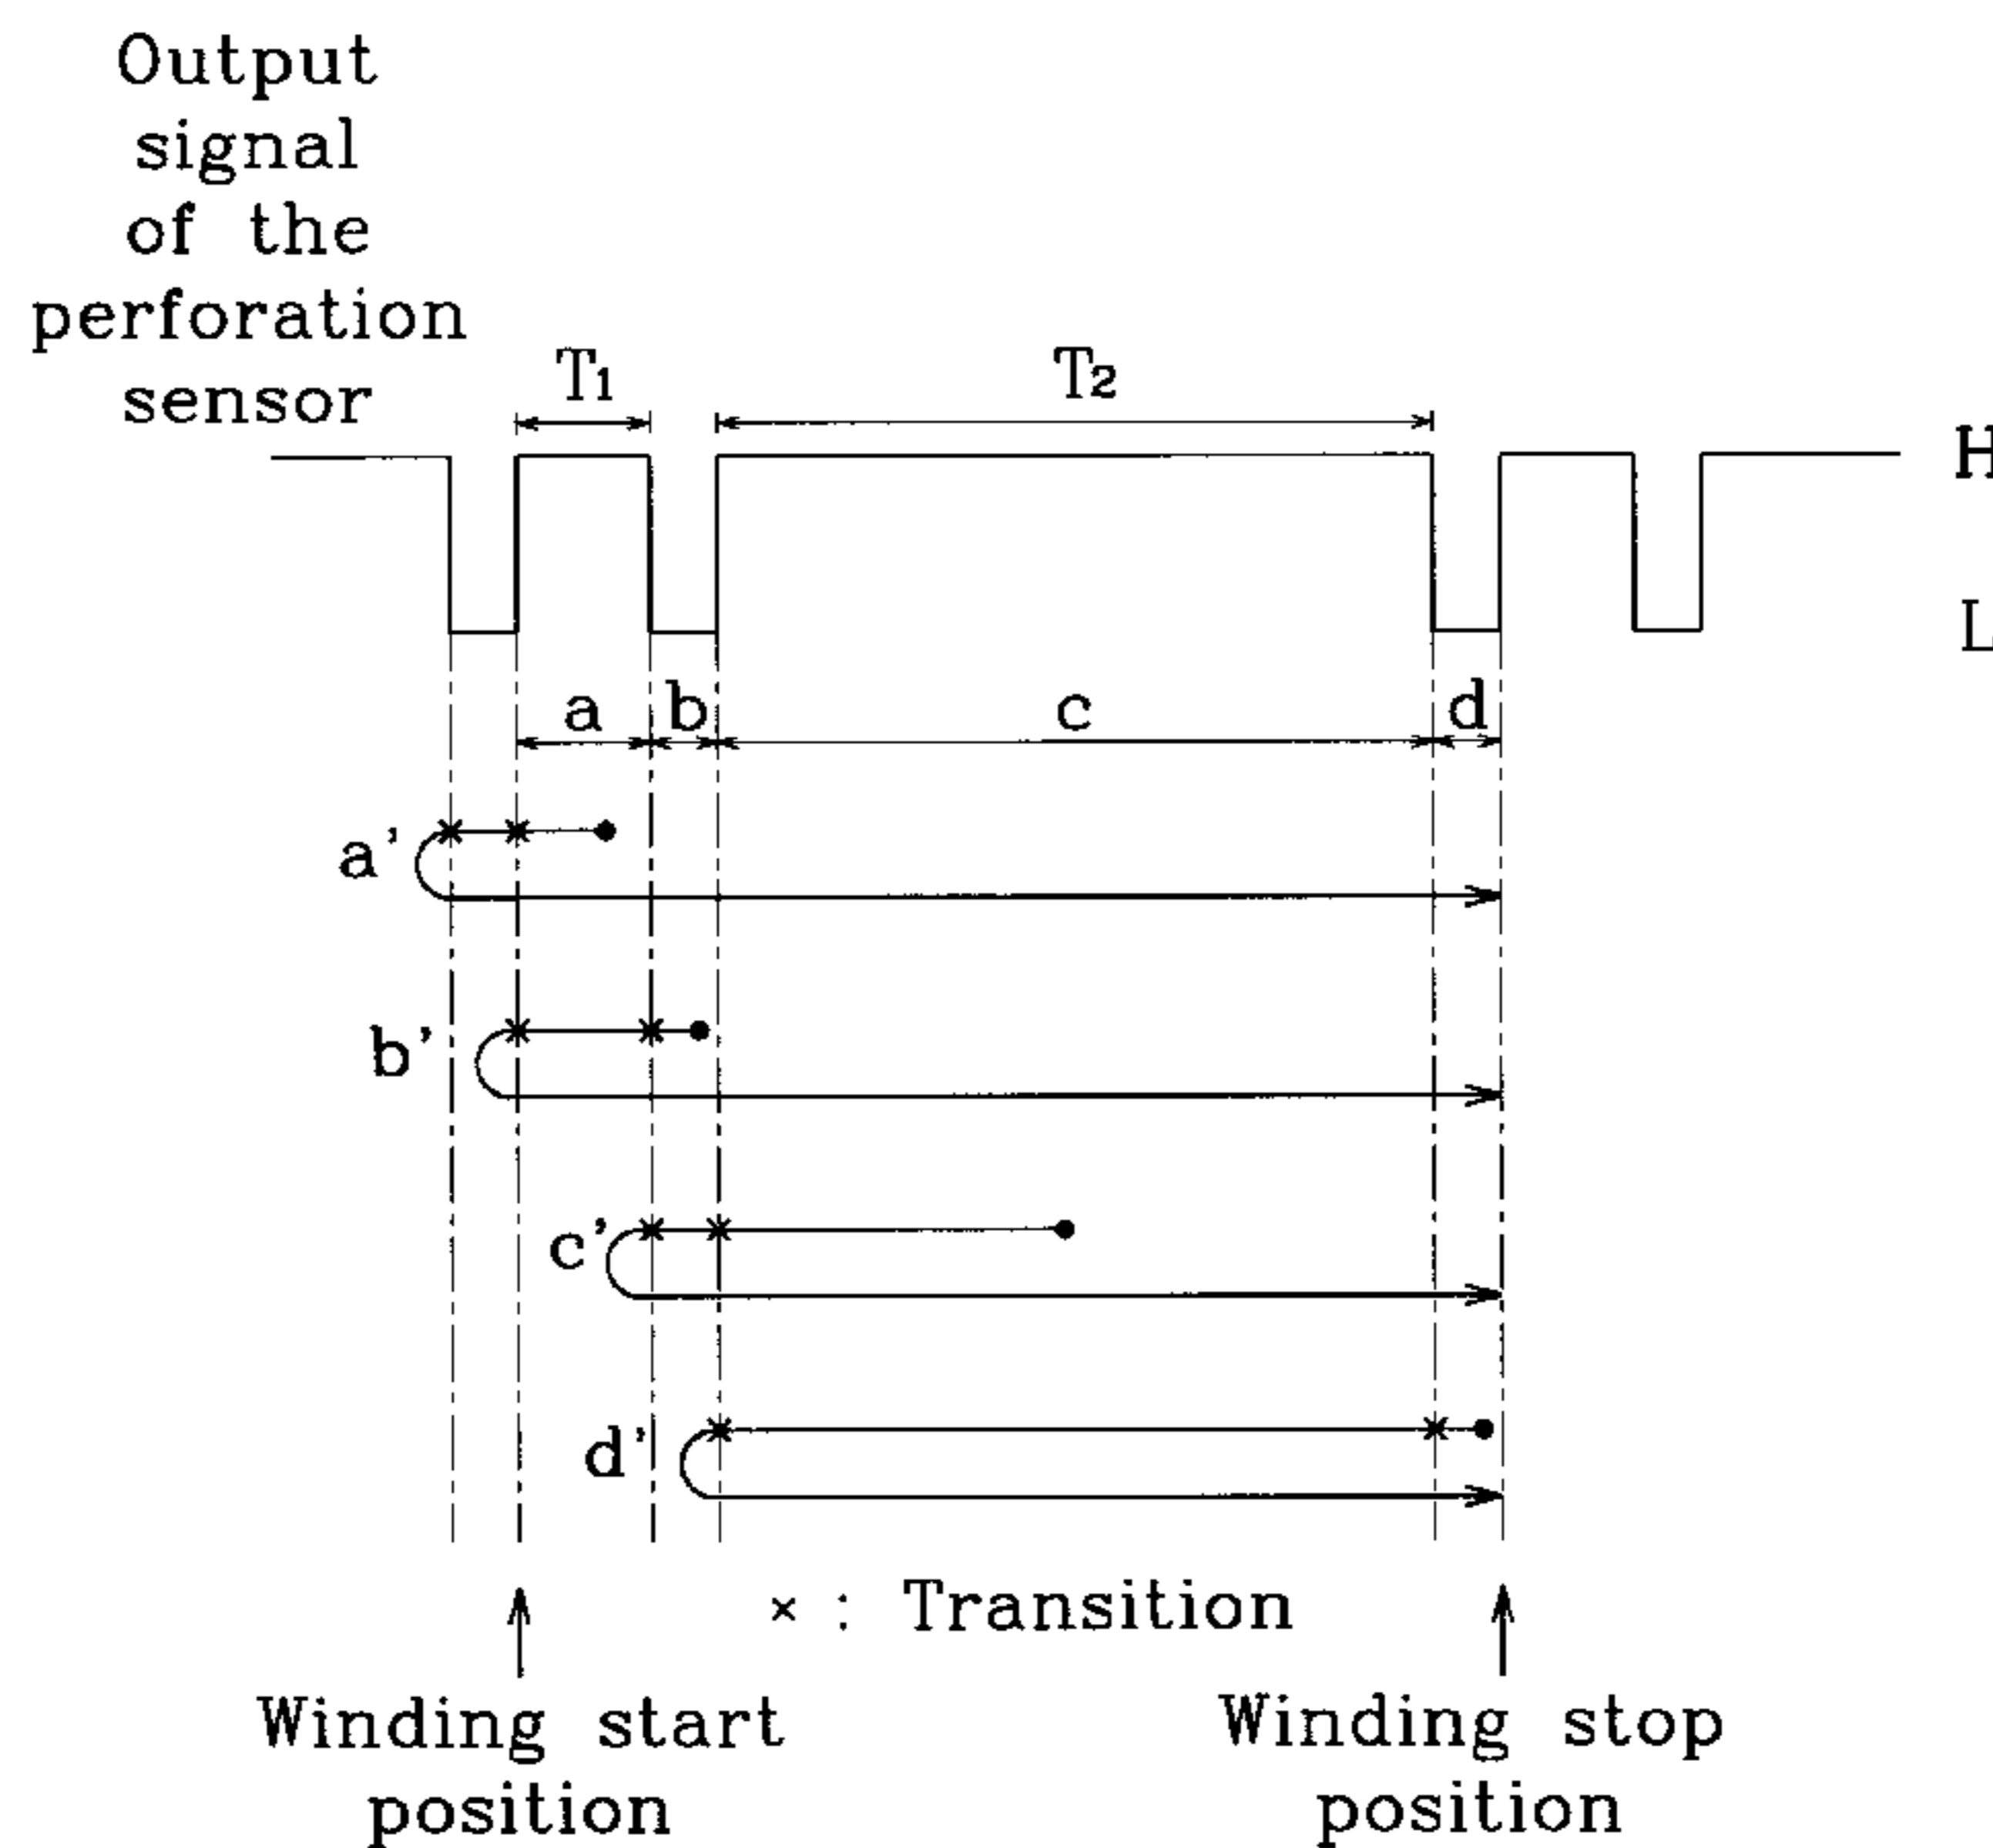 Output
signal
of the
perforation
sensor
T1
T2
H
L
a
b
c
d
a'
b'
c'
d'
× : Transition
Winding start
position
Winding stop
position